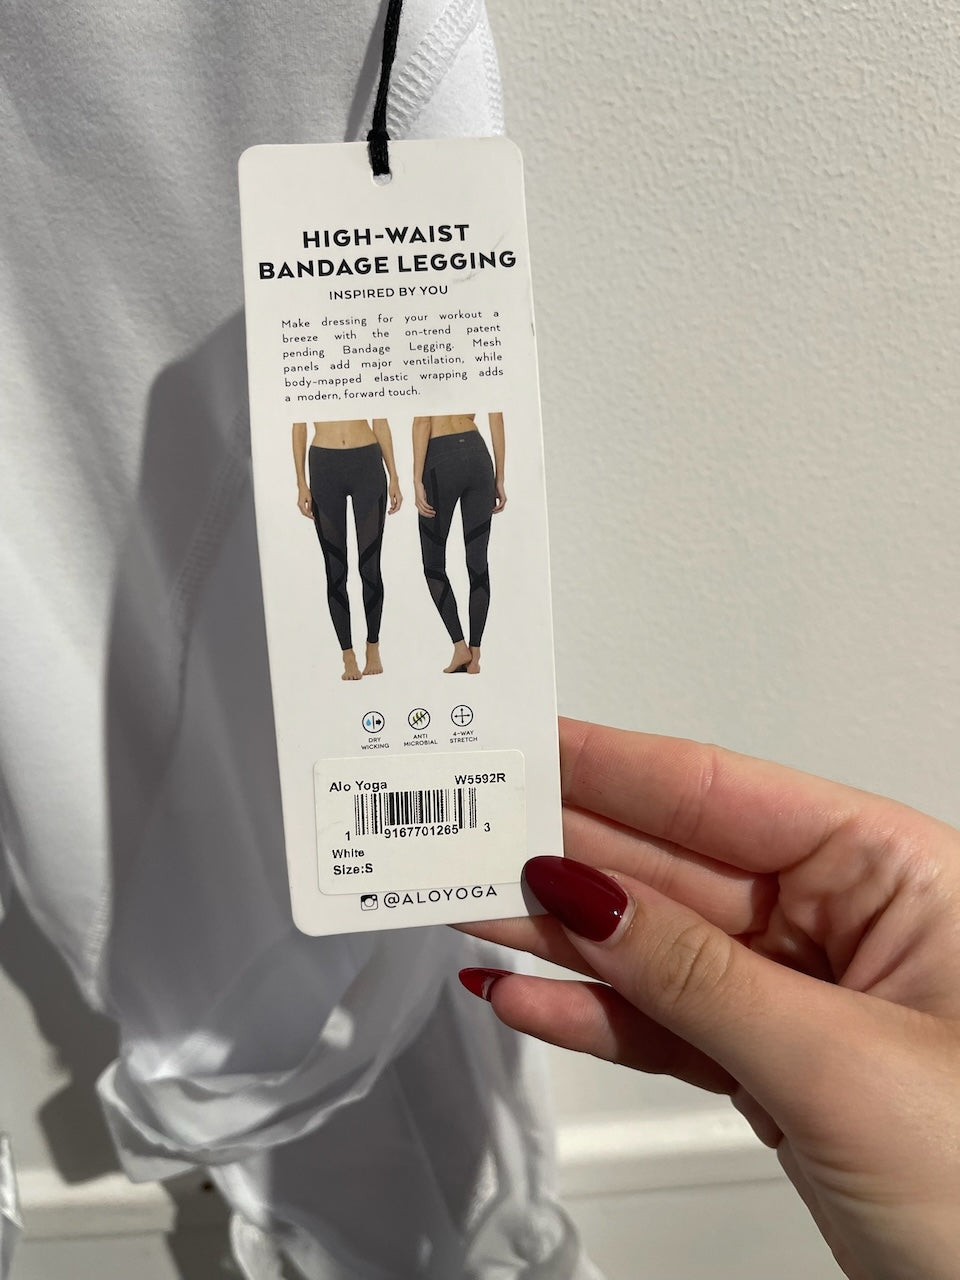 HIGH-WAIST
BANDAGE LEGGING
INSPIRED BY YOU
Make dressing for your workout a
breeze with the on-trend patent
pending Bandage Legging. Mesh
panels add major ventilation, while
body-mapped elastic wrapping adds
a modern, forward touch.
DRY WICKING
ANTI MICROBIAL
4-WAY STRETCH
Alo Yoga W5592R
1 9167701265 3
White
Size:S
@ALOYOGA